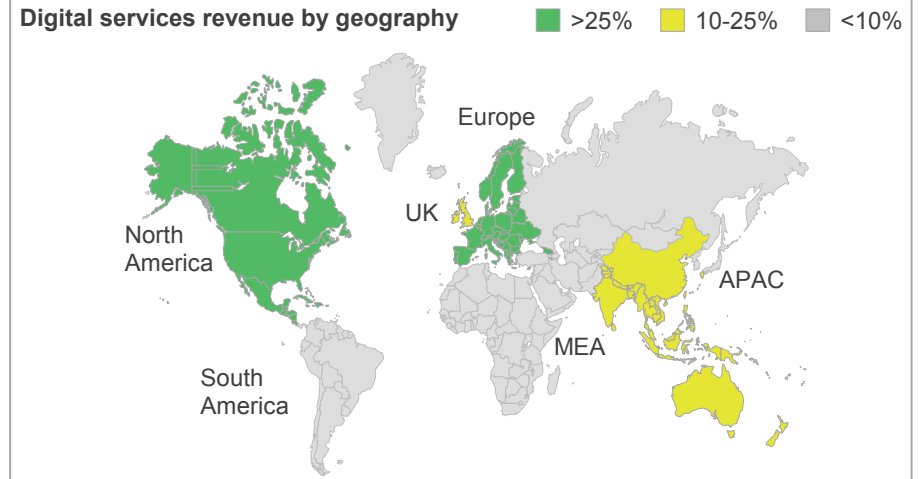 Digital services revenue by geography
>25%
10-25%
<10%
Europe
UK
North
America
APAC
MEA
South
America